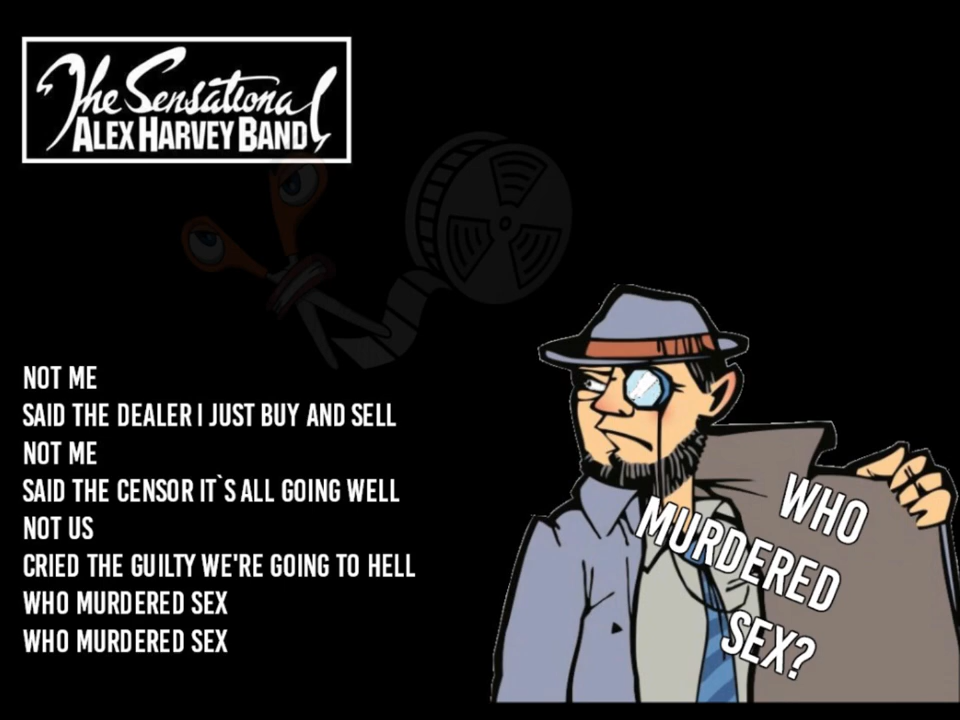 The Sensational
ALEX HARVEY BAND
NOT ME
SAID THE DEALER I JUST BUY AND SELL
NOT ME
SAID THE CENSOR IT`S ALL GOING WELL
NOT US
CRIED THE GUILTY WE'RE GOING TO HELL
WHO MURDERED SEX
WHO MURDERED SEX
WHO
MURDERED
SEX?